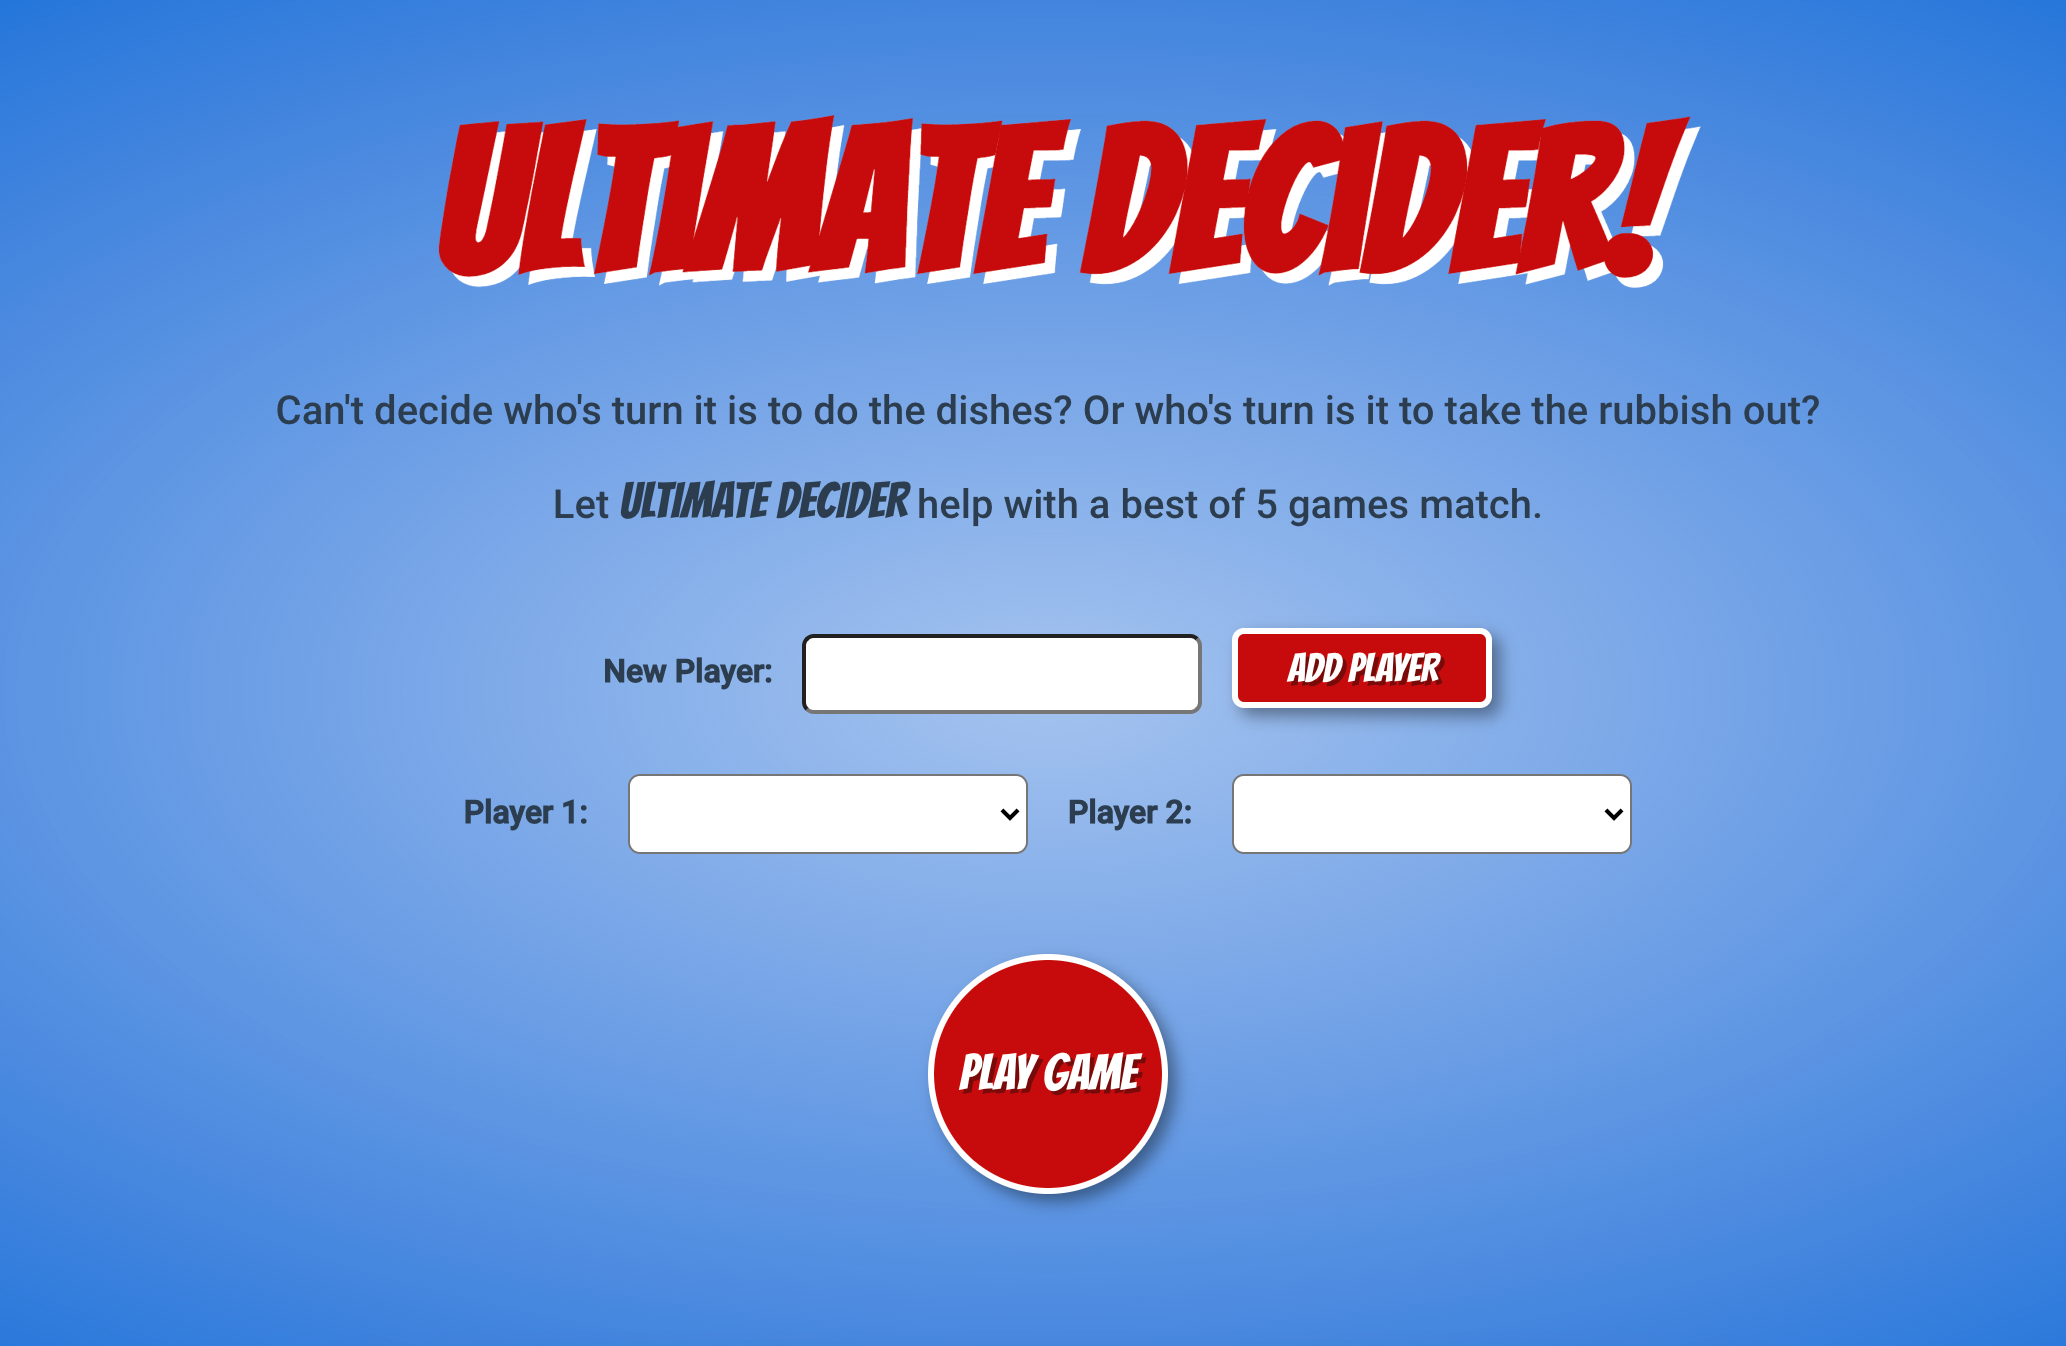 ULTIMATE DECIDER!
Can't decide who's turn it is to do the dishes? Or who's turn is it to take the rubbish out?
Let ULTIMATE DECIDER help with a best of 5 games match.
New Player: ADD PLAYER
Player 1: Player 2:
PLAY GAME